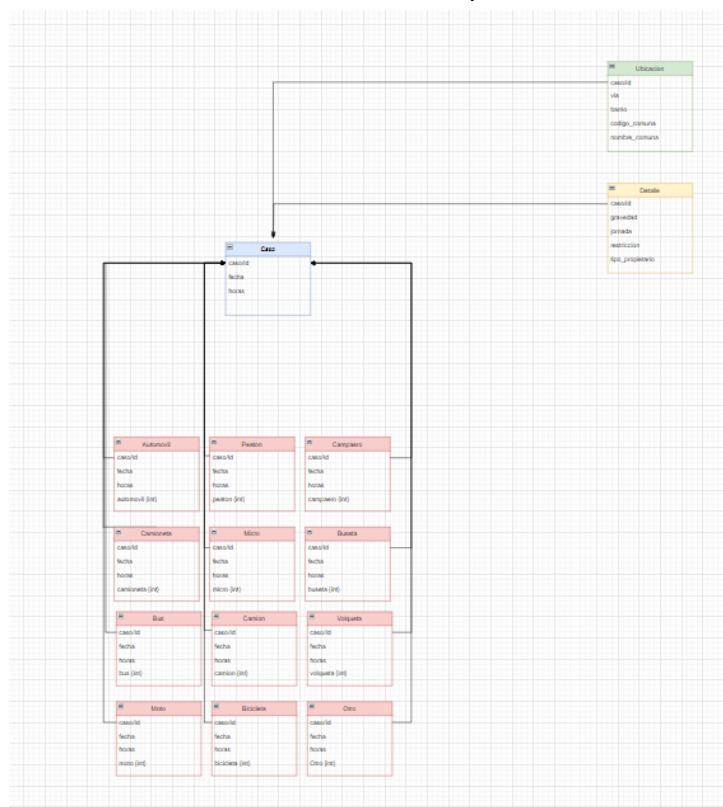 Ubicacion
casoId
via
barrio
codigo_comuna
nombre_comuna
Detalle
casoId
gravedad
jornada
restriccion
tipo_propietario
Caso
casoId
fecha
horas
Automovil
casoId
fecha
horas
automovil (int)
Peaton
casoId
fecha
horas
peaton (int)
Campaero
casoId
fecha
horas
campaero (int)
Camioneta
casoId
fecha
horas
camioneta (int)
Micro
casoId
fecha
horas
micro (int)
Buseta
casoId
fecha
horas
buseta (int)
Bus
casoId
fecha
horas
bus (int)
Camion
casoId
fecha
horas
camion (int)
Volqueta
casoId
fecha
horas
volqueta (int)
Moto
casoId
fecha
horas
moto (int)
Bicicleta
casoId
fecha
horas
bicicleta (int)
Otro
casoId
fecha
horas
Otro (int)